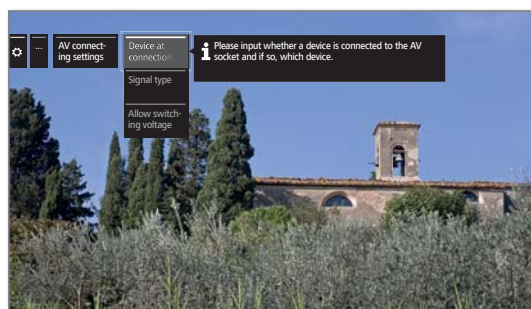 ...
AV connect-
ing settings
Device at
connection
Signal type
Allow switch-
ing voltage
i Please input whether a device is connected to the AV
socket and if so, which device.